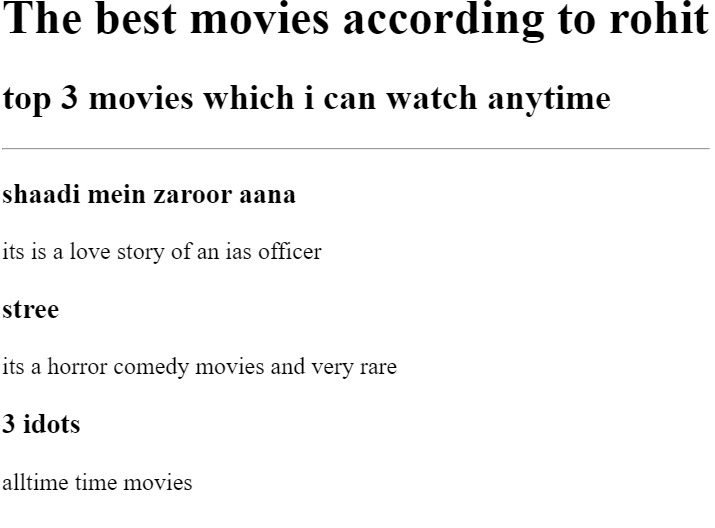 The best movies according to rohit
top 3 movies which i can watch anytime
shaadi mein zaroor aana
its is a love story of an ias officer
stree
its a horror comedy movies and very rare
3 idots
alltime time movies